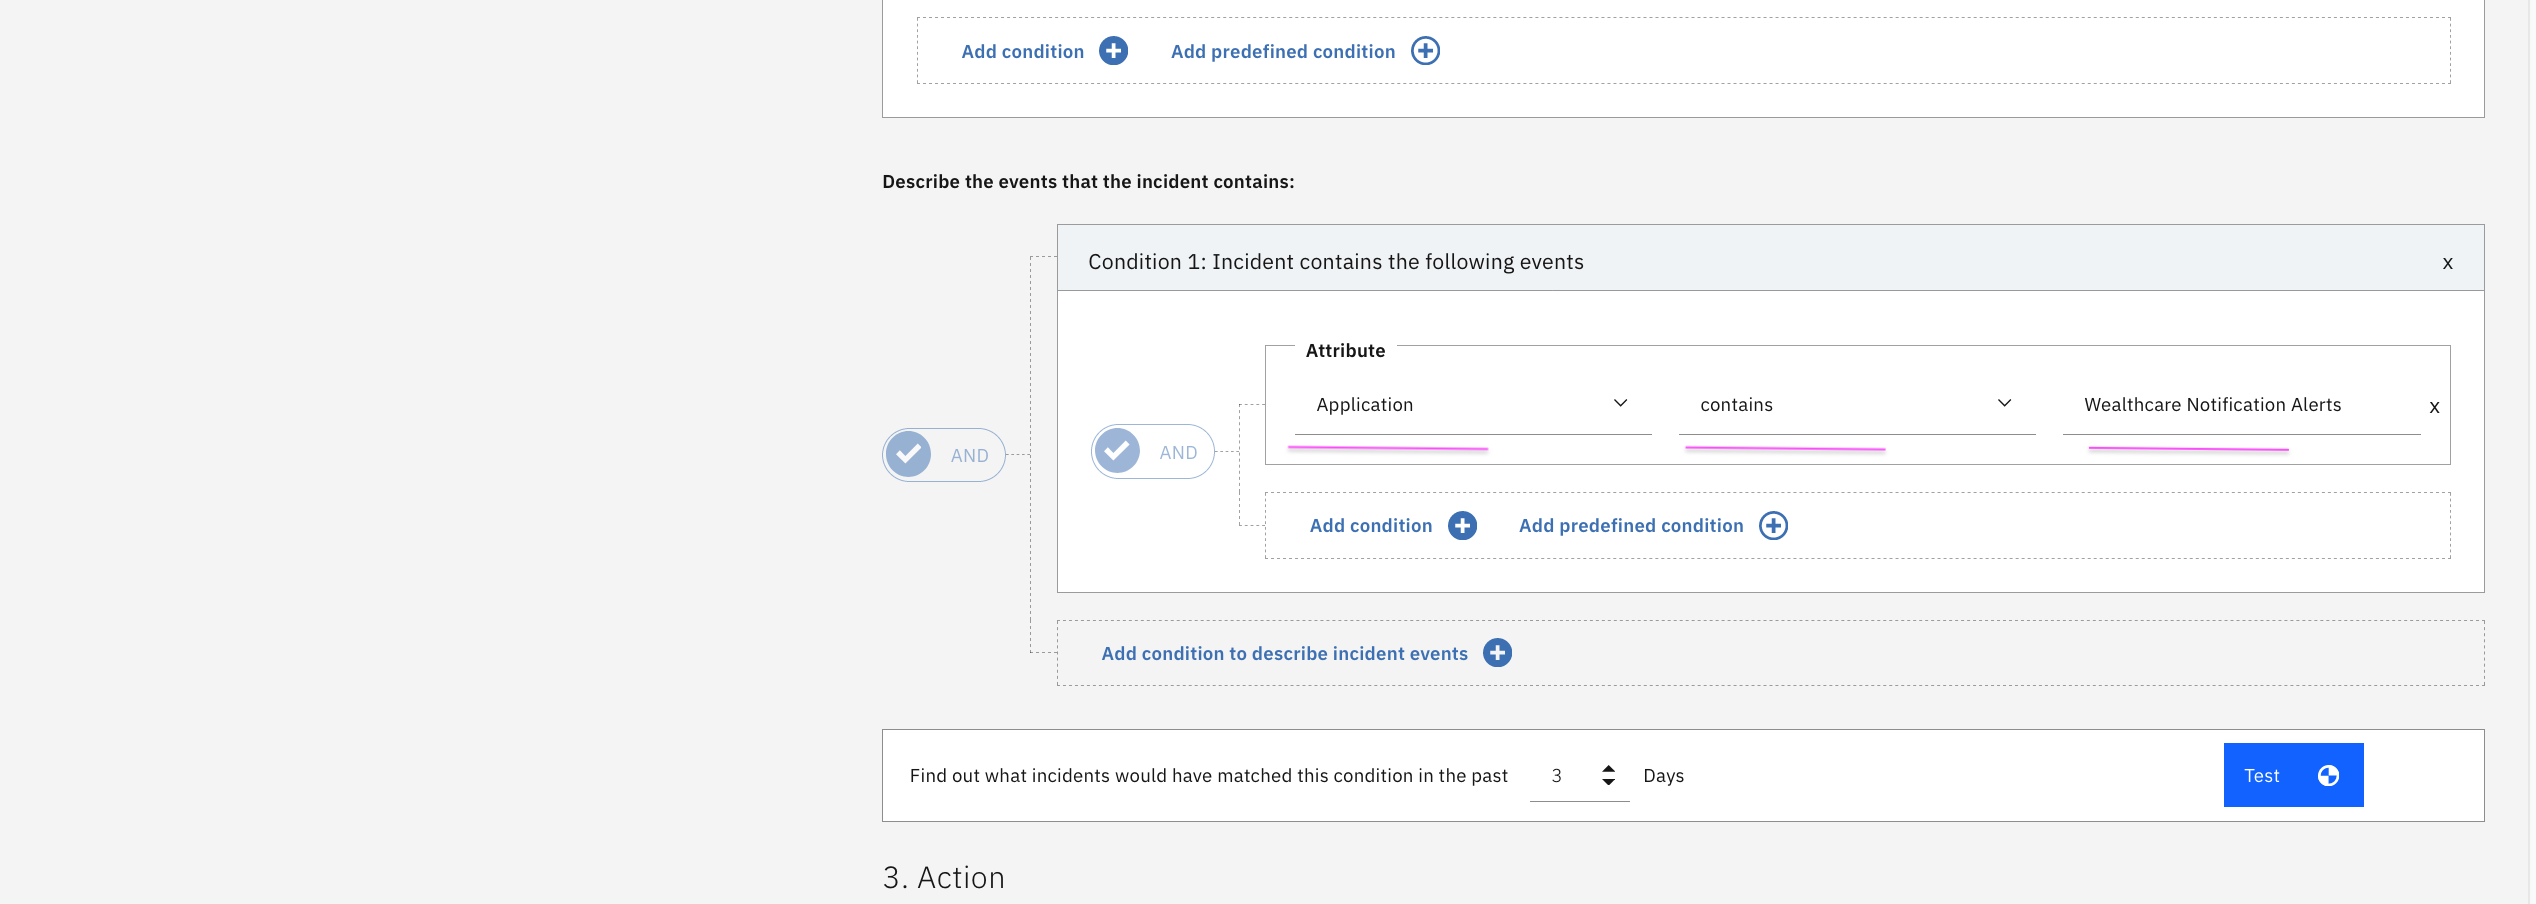 Add condition Add predefined condition
Describe the events that the incident contains:
Condition 1: Incident contains the following events x
Attribute
Application contains Wealthcare Notification Alerts x
AND AND
Add condition Add predefined condition
Add condition to describe incident events
Find out what incidents would have matched this condition in the past 3 Days Test
3. Action